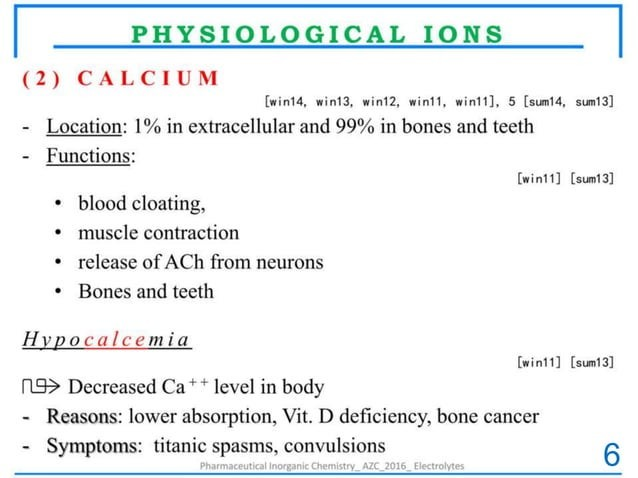 PHYSIOLOGICAL IONS
(2) CALCIUM
[win14, win13, win12, win11, win11], 5 [sum14, sum13]
- Location: 1% in extracellular and 99% in bones and teeth
- Functions:
[win11] [sum13]
• blood cloating,
• muscle contraction
• release of ACh from neurons
• Bones and teeth
Hypocalcemia
[win11] [sum13]
Decreased Ca⁺⁺ level in body
- Reasons: lower absorption, Vit. D deficiency, bone cancer
- Symptoms: titanic spasms, convulsions
Pharmaceutical Inorganic Chemistry_ AZC_2016_ Electrolytes
6